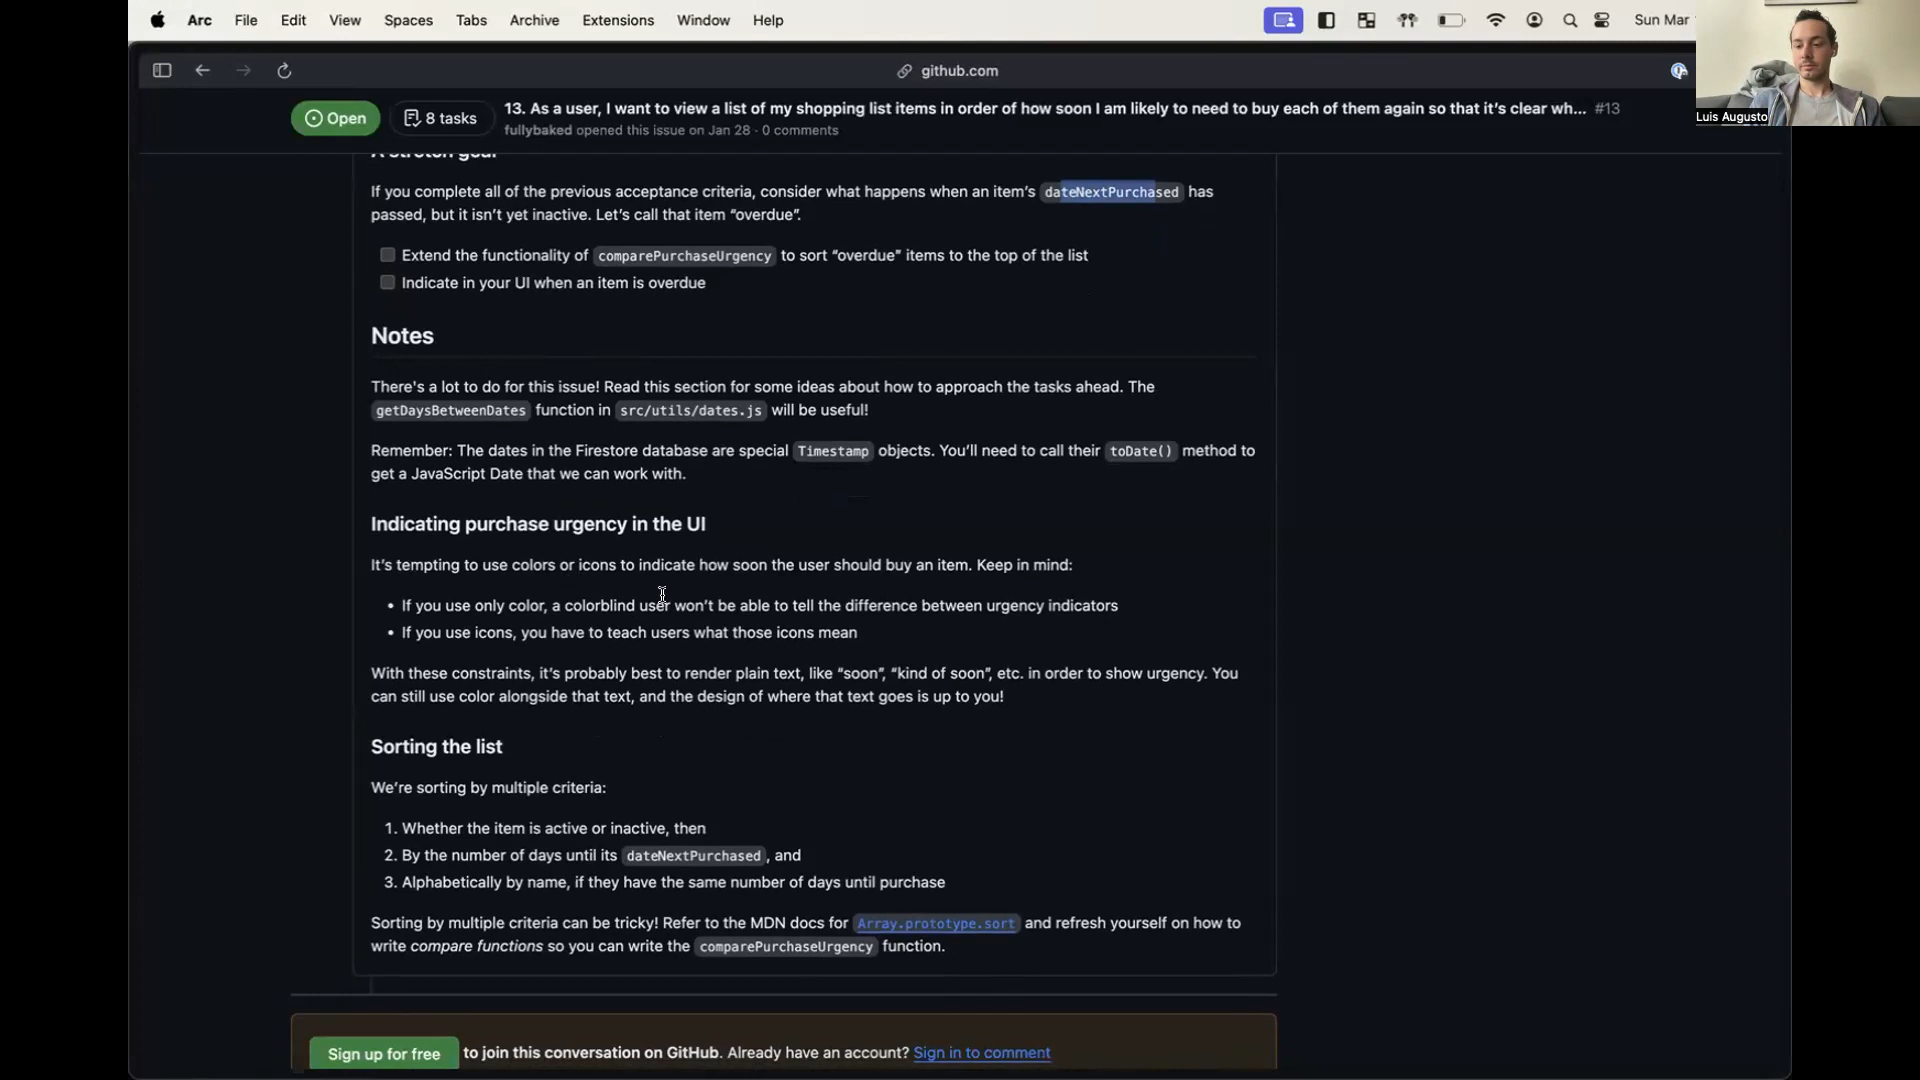 Arc File Edit View Spaces Tabs Archive Extensions Window Help Sun Mar
github.com
Luis Augusto
Open 8 tasks 13. As a user, I want to view a list of my shopping list items in order of how soon I am likely to need to buy each of them again so that it’s clear wh... #13
fullybaked opened this issue on Jan 28 · 0 comments
A stretch goal
If you complete all of the previous acceptance criteria, consider what happens when an item’s dateNextPurchased has
passed, but it isn’t yet inactive. Let’s call that item “overdue”.
Extend the functionality of comparePurchaseUrgency to sort “overdue” items to the top of the list
Indicate in your UI when an item is overdue
Notes
There's a lot to do for this issue! Read this section for some ideas about how to approach the tasks ahead. The
getDaysBetweenDates function in src/utils/dates.js will be useful!
Remember: The dates in the Firestore database are special Timestamp objects. You’ll need to call their toDate() method to
get a JavaScript Date that we can work with.
Indicating purchase urgency in the UI
It’s tempting to use colors or icons to indicate how soon the user should buy an item. Keep in mind:
• If you use only color, a colorblind user won’t be able to tell the difference between urgency indicators
• If you use icons, you have to teach users what those icons mean
With these constraints, it’s probably best to render plain text, like “soon”, “kind of soon”, etc. in order to show urgency. You
can still use color alongside that text, and the design of where that text goes is up to you!
Sorting the list
We’re sorting by multiple criteria:
1. Whether the item is active or inactive, then
2. By the number of days until its dateNextPurchased, and
3. Alphabetically by name, if they have the same number of days until purchase
Sorting by multiple criteria can be tricky! Refer to the MDN docs for Array.prototype.sort and refresh yourself on how to
write compare functions so you can write the comparePurchaseUrgency function.
Sign up for free to join this conversation on GitHub. Already have an account? Sign in to comment